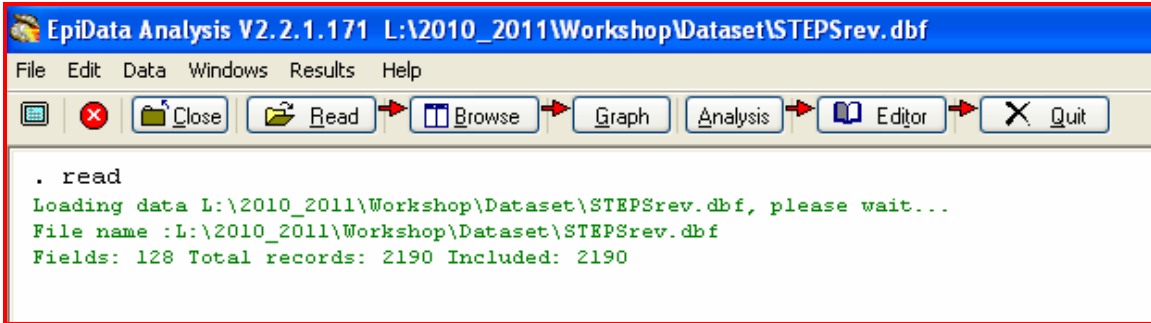 EpiData Analysis V2.2.1.171 L:\2010_2011\Workshop\Dataset\STEPSrev.dbf
File Edit Data Windows Results Help
Close Read Browse Graph Analysis Editor Quit
. read
Loading data L:\2010_2011\Workshop\Dataset\STEPSrev.dbf, please wait...
File name :L:\2010_2011\Workshop\Dataset\STEPSrev.dbf
Fields: 128 Total records: 2190 Included: 2190